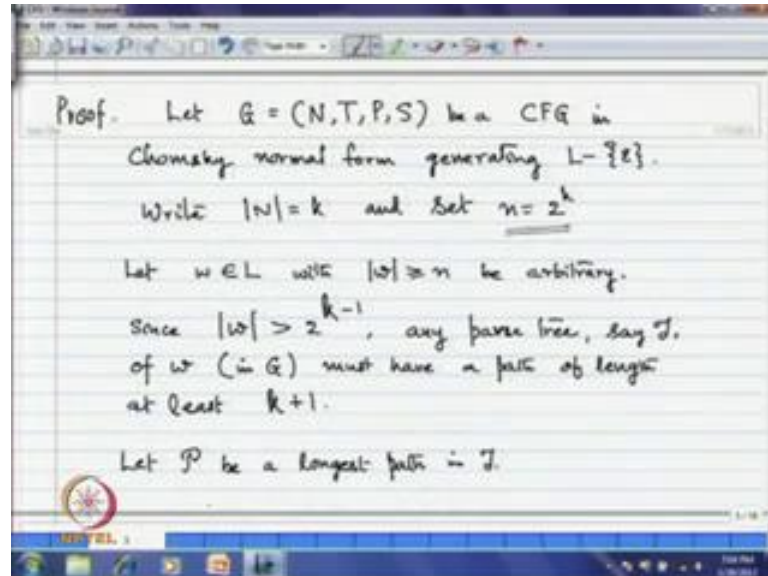 Proof. Let G = (N, T, P, S) be a CFG in
Chomsky normal form generating L - {ε}.
Write |N| = k and set n = 2^k
Let w ∈ L with |w| ≥ n be arbitrary.
Since |w| > 2^{k-1}, any parse tree, say T,
of w (in G) must have a path of length
at least k+1.
Let P be a longest path in T.
NPTEL